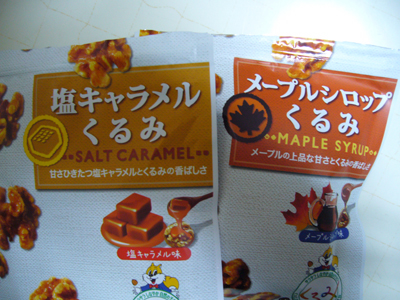 塩キャラメル
くるみ
SALT CARAMEL
甘さひきたつ塩キャラメルとくるみの香ばしさ
塩キャラメル味
メープルシロップ
くるみ
MAPLE SYRUP
メープルの上品な甘さとくるみの香ばしさ